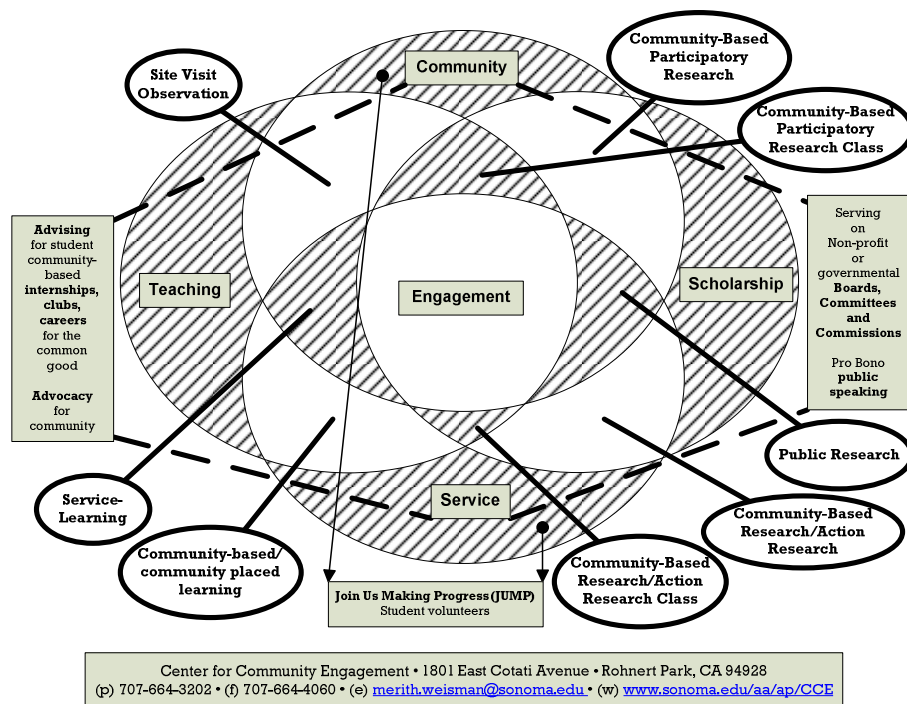 Community-Based
Participatory
Research
Site Visit
Observation
Community
Community-Based
Participatory
Research Class
Advising
for student
community-
based
internships,
clubs,
careers
for the
common
good
Advocacy
for
community
Teaching
Engagement
Scholarship
Serving
on
Non-profit
or
governmental
Boards,
Committees
and
Commissions
Pro Bono
public
speaking
Public Research
Service
Service-
Learning
Community-Based
Research/Action
Research
Community-based/
community placed
learning
Community-Based
Research/Action
Research Class
Join Us Making Progress (JUMP)
Student volunteers
Center for Community Engagement • 1801 East Cotati Avenue • Rohnert Park, CA 94928
(p) 707-664-3202 • (f) 707-664-4060 • (e) merith.weisman@sonoma.edu • (w) www.sonoma.edu/aa/ap/CCE